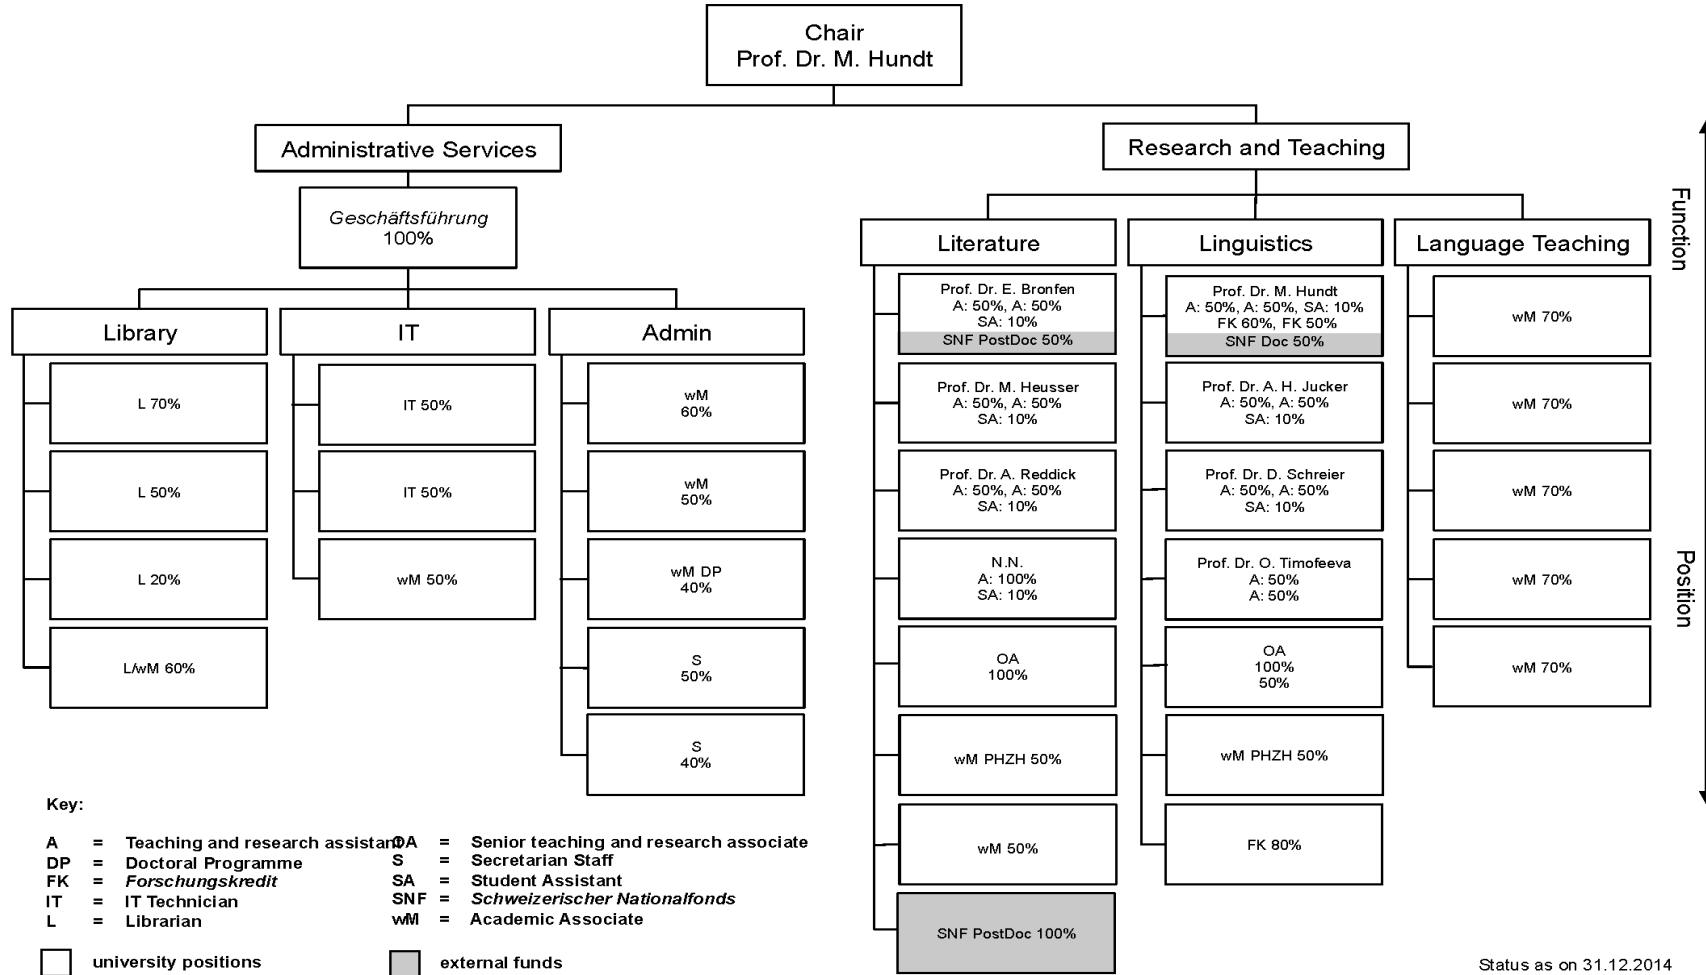 Chair
Prof. Dr. M. Hundt
Administrative Services
Geschäftsführung
100%
Library
L 70%
L 50%
L 20%
L/wM 60%
IT
IT 50%
IT 50%
wM 50%
Admin
wM
60%
wM
50%
wM DP
40%
S
50%
S
40%
Research and Teaching
Literature
Prof. Dr. E. Bronfen
A: 50%, A: 50%
SA: 10%
SNF PostDoc 50%
Prof. Dr. M. Heusser
A: 50%, A: 50%
SA: 10%
Prof. Dr. A. Reddick
A: 50%, A: 50%
SA: 10%
N.N.
A: 100%
SA: 10%
OA
100%
wM PHZH 50%
wM 50%
SNF PostDoc 100%
Linguistics
Prof. Dr. M. Hundt
A: 50%, A: 50%, SA: 10%
FK 60%, FK 50%
SNF Doc 50%
Prof. Dr. A. H. Jucker
A: 50%, A: 50%
SA: 10%
Prof. Dr. D. Schreier
A: 50%, A: 50%
SA: 10%
Prof. Dr. O. Timofeeva
A: 50%
A: 50%
OA
100%
50%
wM PHZH 50%
FK 80%
Language Teaching
wM 70%
wM 70%
wM 70%
wM 70%
wM 70%
Function
Position
Key:
A = Teaching and research assistant
DP = Doctoral Programme
FK = Forschungskredit
IT = IT Technician
L = Librarian
OA = Senior teaching and research associate
S = Secretarian Staff
SA = Student Assistant
SNF = Schweizerischer Nationalfonds
wM = Academic Associate
university positions
external funds
Status as on 31.12.2014